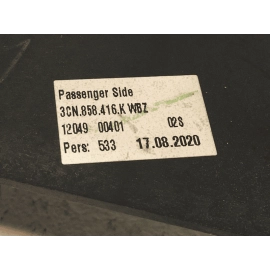 Passenger Side
3CN.858.416.K WBZ
12049 00401 02S
Pers: 533 17.08.2020